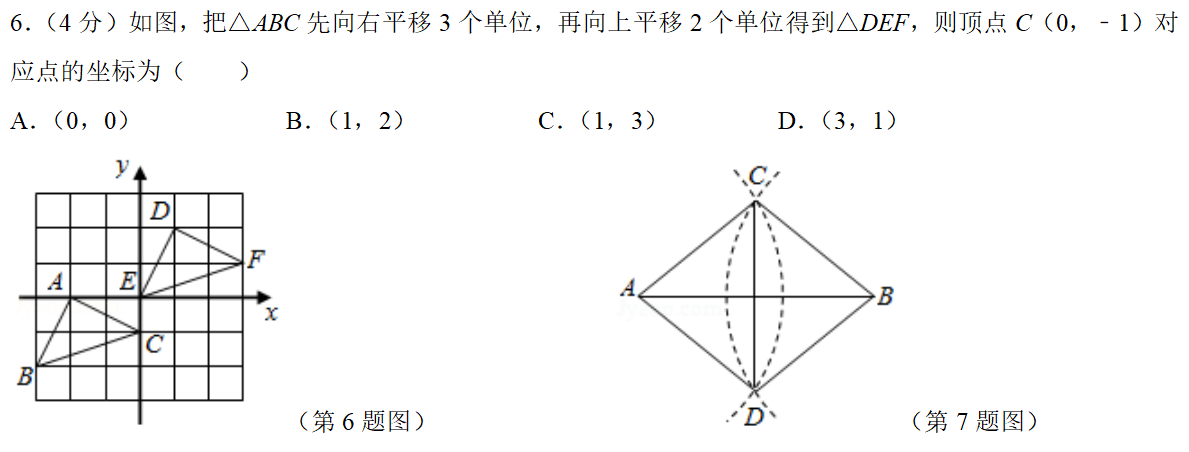 6.（4 分）如图，把△ABC 先向右平移 3 个单位，再向上平移 2 个单位得到△DEF，则顶点 C（0，﹣1）对
应点的坐标为（　　）
A.（0，0） B.（1，2） C.（1，3） D.（3，1）
y
D
F
A E
x
C
B
（第 6 题图）
C
A
B
D
（第 7 题图）